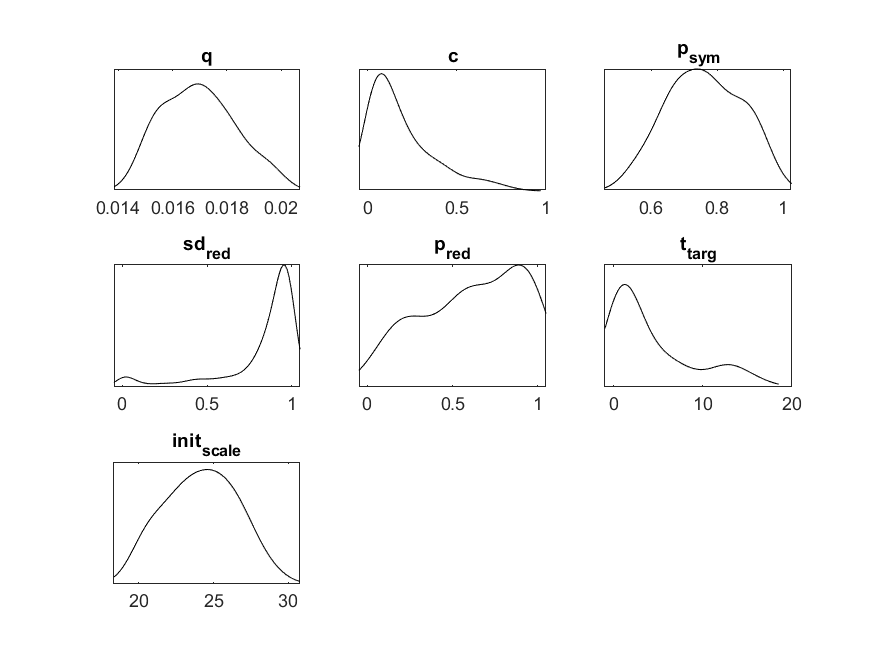 q c p_sym
0.014 0.016 0.018 0.02 0 0.5 1 0.6 0.8 1
sd_red p_red t_targ
0 0.5 1 0 0.5 1 0 10 20
init_scale
20 25 30